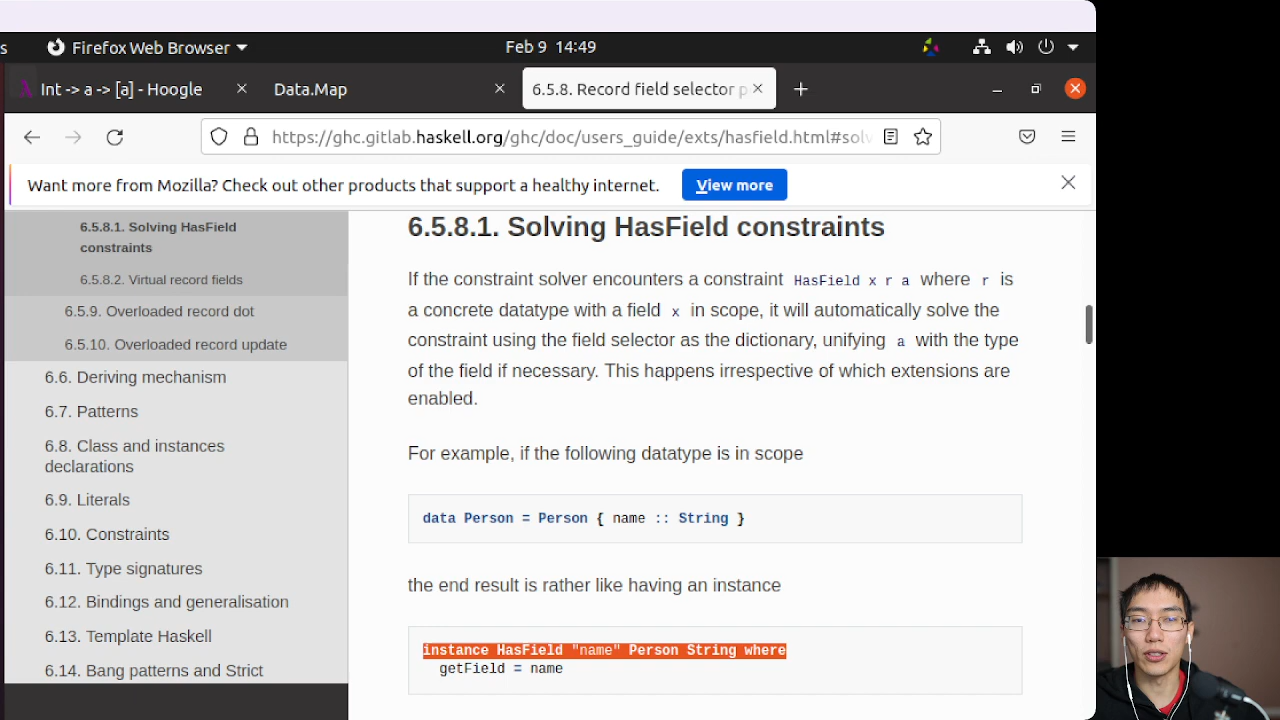 s
Firefox Web Browser
Feb 9 14:49
Int -> a -> [a] - Hoogle
Data.Map
6.5.8. Record field selector p
https://ghc.gitlab.haskell.org/ghc/doc/users_guide/exts/hasfield.html#solv
Want more from Mozilla? Check out other products that support a healthy internet.
View more
6.5.8.1. Solving HasField
constraints
6.5.8.2. Virtual record fields
6.5.9. Overloaded record dot
6.5.10. Overloaded record update
6.6. Deriving mechanism
6.7. Patterns
6.8. Class and instances
declarations
6.9. Literals
6.10. Constraints
6.11. Type signatures
6.12. Bindings and generalisation
6.13. Template Haskell
6.14. Bang patterns and Strict
6.5.8.1. Solving HasField constraints
If the constraint solver encounters a constraint HasField x r a where r is
a concrete datatype with a field x in scope, it will automatically solve the
constraint using the field selector as the dictionary, unifying a with the type
of the field if necessary. This happens irrespective of which extensions are
enabled.
For example, if the following datatype is in scope
data Person = Person { name :: String }
the end result is rather like having an instance
instance HasField "name" Person String where
getField = name